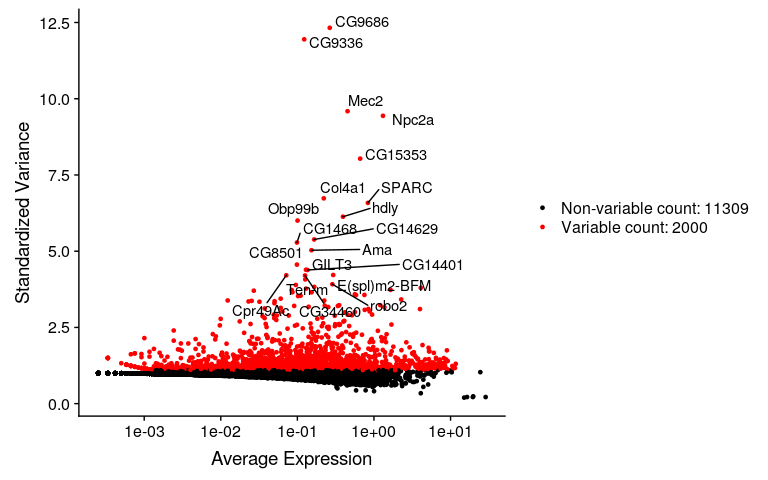 12.5
10.0
7.5
5.0
2.5
0.0
Standardized Variance
CG9686
CG9336
Mec2
Npc2a
CG15353
Col4a1
SPARC
Obp99b
hdly
CG1468
CG14629
CG8501
Ama
GILT3
CG14401
Ten-m
E(spl)m2-BFM
Cpr49Ac
CG34460
robo2
1e-03
1e-02
1e-01
1e+00
1e+01
Average Expression
Non-variable count: 11309
Variable count: 2000